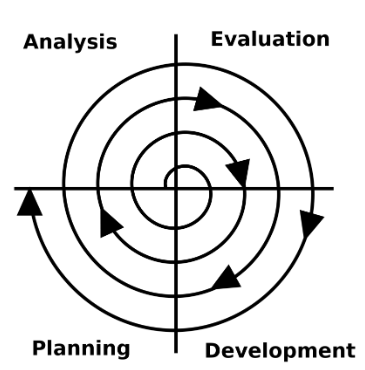 Analysis
Evaluation
Planning
Development